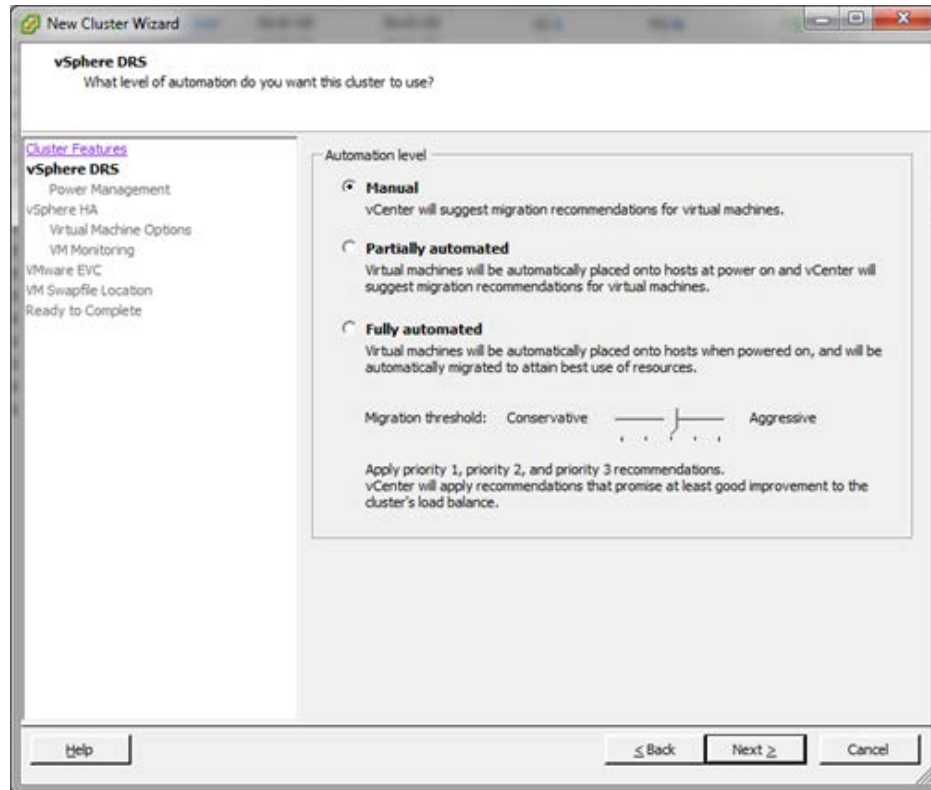 New Cluster Wizard
vSphere DRS
What level of automation do you want this cluster to use?
Cluster Features
vSphere DRS
Power Management
vSphere HA
Virtual Machine Options
VM Monitoring
VMware EVC
VM Swapfile Location
Ready to Complete
Automation level
Manual
vCenter will suggest migration recommendations for virtual machines.
Partially automated
Virtual machines will be automatically placed onto hosts at power on and vCenter will
suggest migration recommendations for virtual machines.
Fully automated
Virtual machines will be automatically placed onto hosts when powered on, and will be
automatically migrated to attain best use of resources.
Migration threshold: Conservative Aggressive
Apply priority 1, priority 2, and priority 3 recommendations.
vCenter will apply recommendations that promise at least good improvement to the
cluster's load balance.
Help ≤ Back Next ≥ Cancel